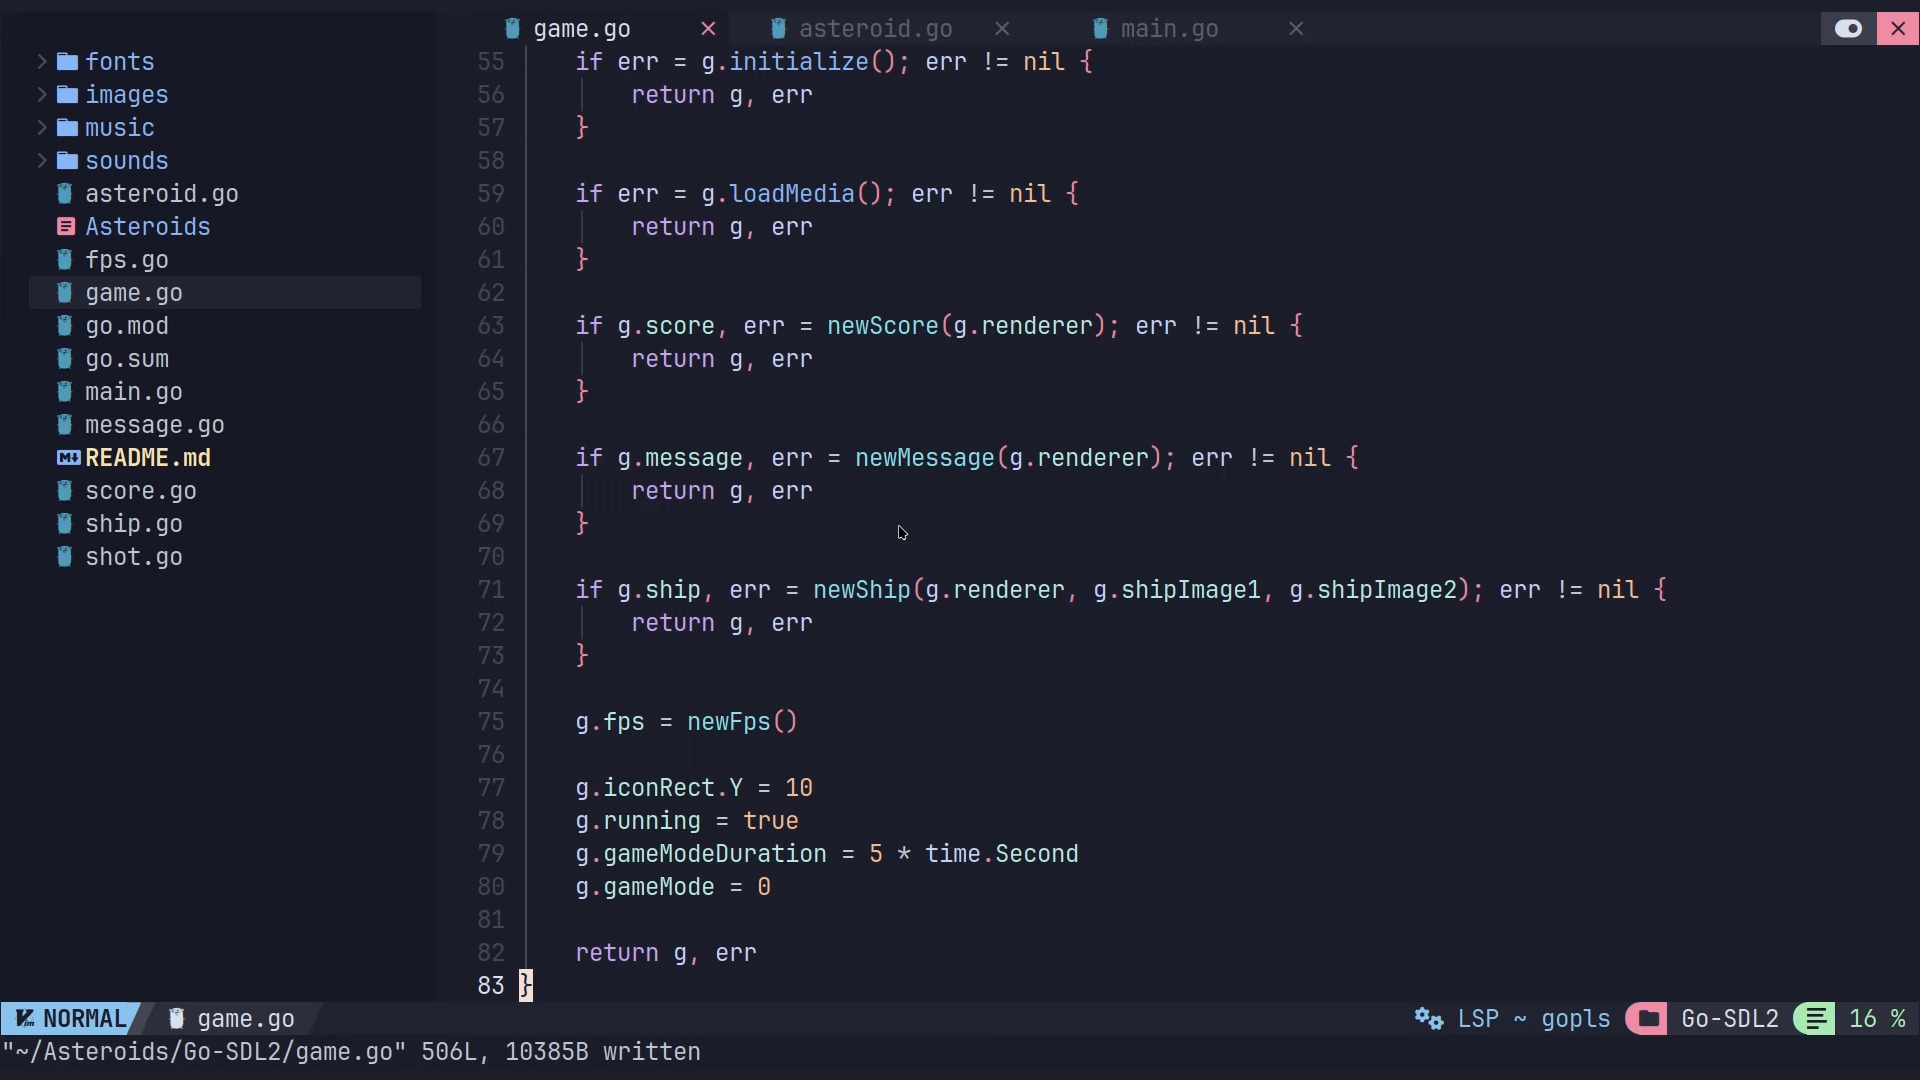 game.go
asteroid.go
main.go
fonts
images
music
sounds
asteroid.go
Asteroids
fps.go
game.go
go.mod
go.sum
main.go
message.go
README.md
score.go
ship.go
shot.go
55 if err = g.initialize(); err != nil {
56 return g, err
57 }
58
59 if err = g.loadMedia(); err != nil {
60 return g, err
61 }
62
63 if g.score, err = newScore(g.renderer); err != nil {
64 return g, err
65 }
66
67 if g.message, err = newMessage(g.renderer); err != nil {
68 return g, err
69 }
70
71 if g.ship, err = newShip(g.renderer, g.shipImage1, g.shipImage2); err != nil {
72 return g, err
73 }
74
75 g.fps = newFps()
76
77 g.iconRect.Y = 10
78 g.running = true
79 g.gameModeDuration = 5 * time.Second
80 g.gameMode = 0
81
82 return g, err
83 }
NORMAL game.go LSP ~ gopls Go-SDL2 16 %
"~/Asteroids/Go-SDL2/game.go" 506L, 10385B written